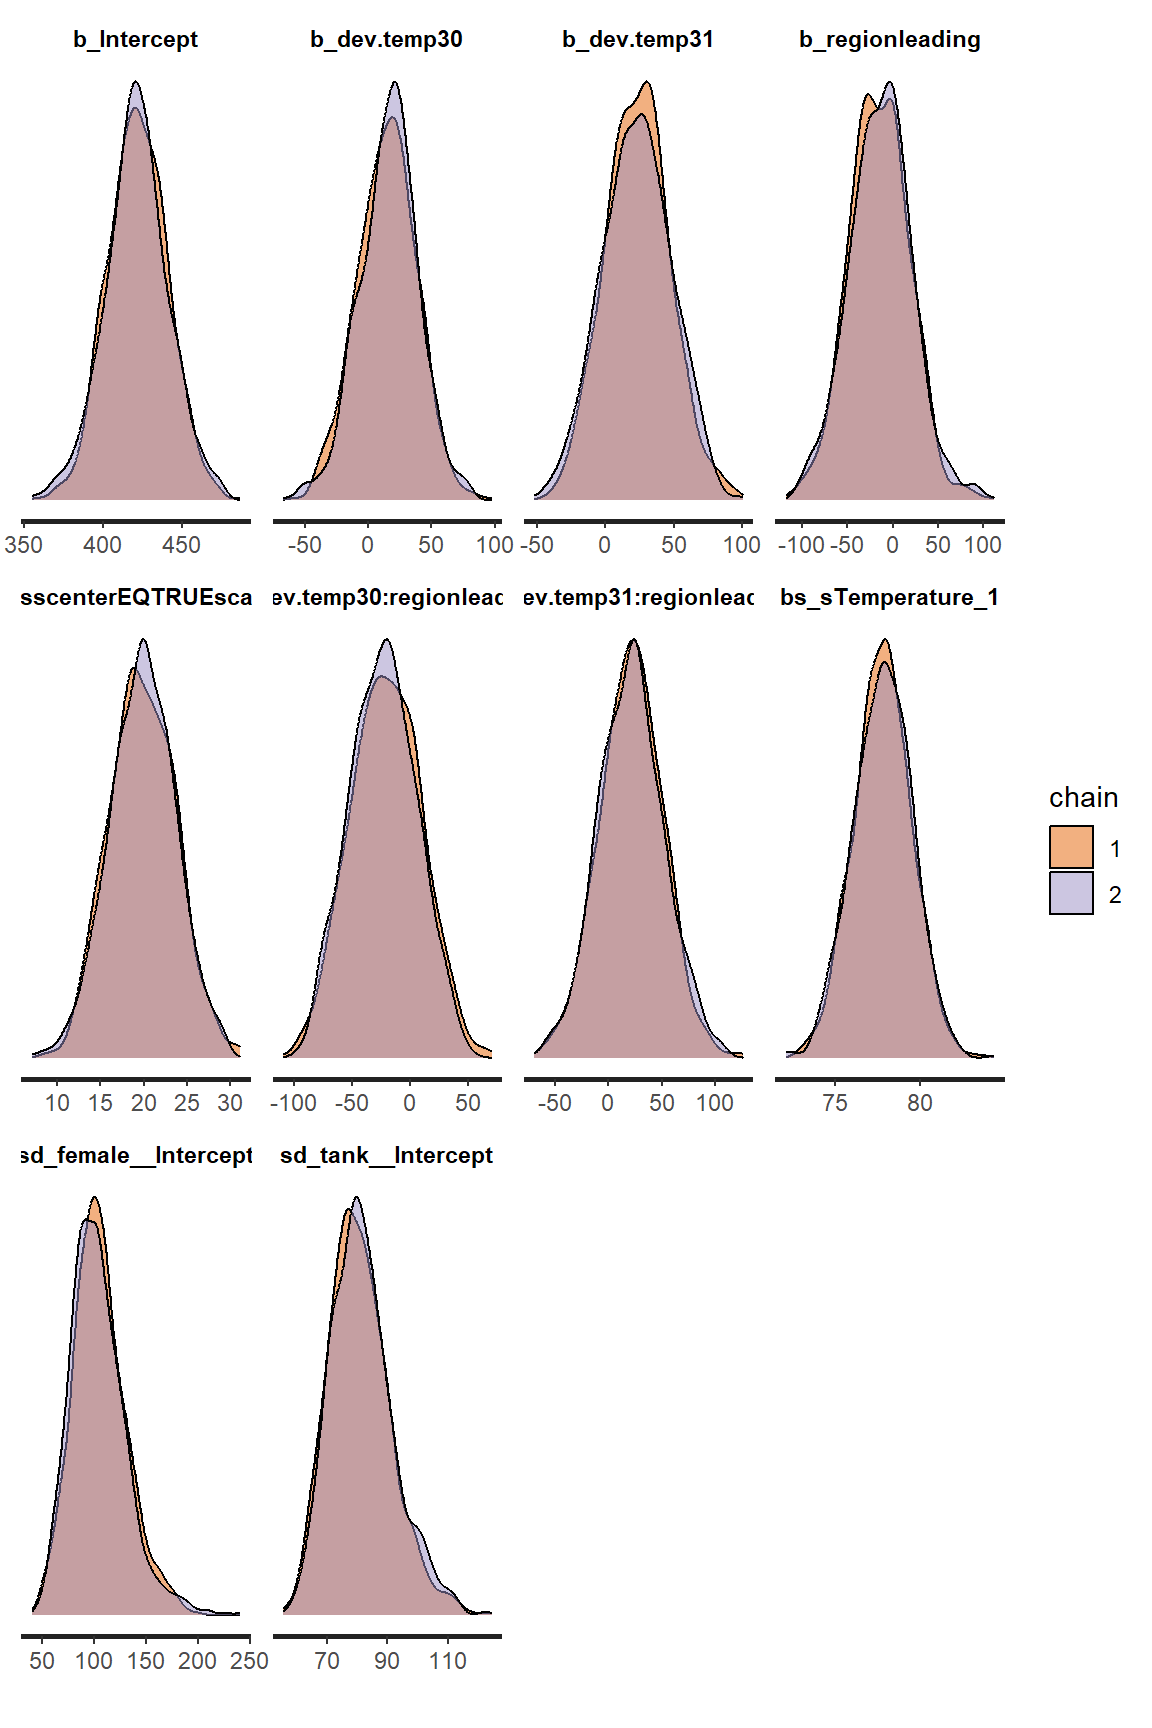 b_Intercept b_dev.temp30 b_dev.temp31 b_regionleading
350 400 450 -50 0 50 100 -50 0 50 100 -100 -50 0 50 100
sscenterEQTRUEsca ev.temp30:regionlead ev.temp31:regionlead bs_sTemperature_1
10 15 20 25 30 -100 -50 0 50 -50 0 50 100 75 80
chain
1
2
sd_female__Intercept sd_tank__Intercept
50 100 150 200 250 70 90 110